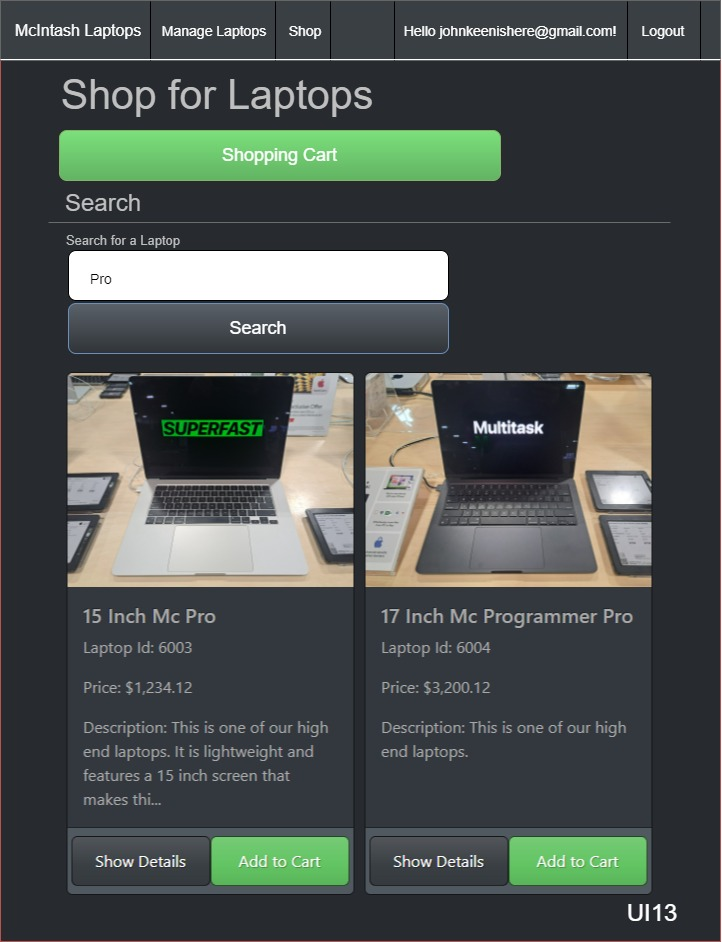 McIntash Laptops Manage Laptops Shop Hello johnkeenishere@gmail.com! Logout
Shop for Laptops
Shopping Cart
Search
Search for a Laptop
Pro
Search
SUPERFAST
Multitask
15 Inch Mc Pro
Laptop Id: 6003
Price: $1,234.12
Description: This is one of our high
end laptops. It is lightweight and
features a 15 inch screen that
makes thi...
Show Details Add to Cart
17 Inch Mc Programmer Pro
Laptop Id: 6004
Price: $3,200.12
Description: This is one of our high
end laptops.
Show Details Add to Cart
UI13